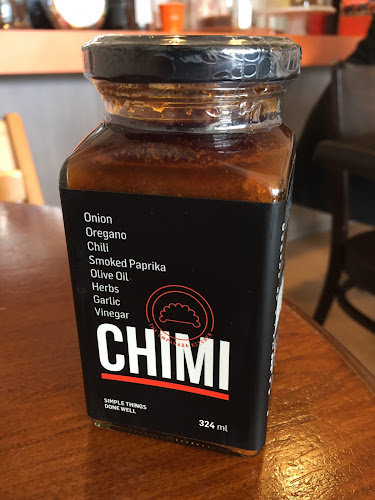 Onion
Oregano
Chili
Smoked Paprika
Olive Oil
Herbs
Garlic
Vinegar
CHIMI
SIMPLE THINGS
DONE WELL
324 ml